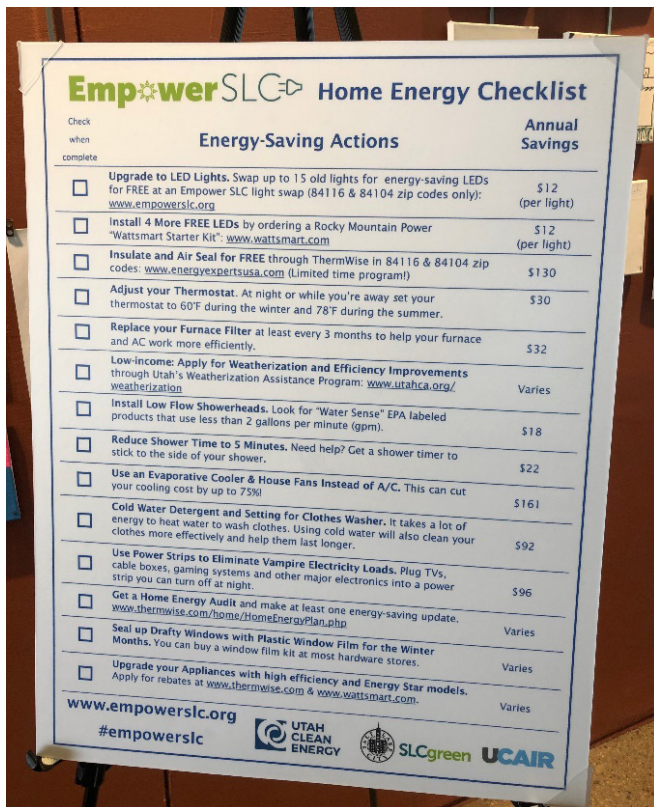 EmpowerSLC Home Energy Checklist
Check
when
complete
Energy-Saving Actions
Annual
Savings
Upgrade to LED Lights. Swap up to 15 old lights for energy-saving LEDs
for FREE at an Empower SLC light swap (84116 & 84104 zip codes only):
www.empowerslc.org
$12
(per light)
Install 4 More FREE LEDs by ordering a Rocky Mountain Power
"Wattsmart Starter Kit": www.wattsmart.com
$12
(per light)
Insulate and Air Seal for FREE through ThermWise in 84116 & 84104 zip
codes: www.energyexpertsusa.com (Limited time program!)
$130
Adjust your Thermostat. At night or while you're away set your
thermostat to 60°F during the winter and 78°F during the summer.
$30
Replace your Furnace Filter at least every 3 months to help your furnace
and AC work more efficiently.
$32
Low-income: Apply for Weatherization and Efficiency Improvements
through Utah's Weatherization Assistance Program: www.utahca.org/
weatherization
Varies
Install Low Flow Showerheads. Look for "Water Sense" EPA labeled
products that use less than 2 gallons per minute (gpm).
$18
Reduce Shower Time to 5 Minutes. Need help? Get a shower timer to
stick to the side of your shower.
$22
Use an Evaporative Cooler & House Fans Instead of A/C. This can cut
your cooling cost by up to 75%!
$161
Cold Water Detergent and Setting for Clothes Washer. It takes a lot of
energy to heat water to wash clothes. Using cold water will also clean your
clothes more effectively and help them last longer.
$92
Use Power Strips to Eliminate Vampire Electricity Loads. Plug TVs,
cable boxes, gaming systems and other major electronics into a power
strip you can turn off at night.
$96
Get a Home Energy Audit and make at least one energy-saving update.
www.thermwise.com/home/HomeEnergyPlan.php
Varies
Seal up Drafty Windows with Plastic Window Film for the Winter
Months. You can buy a window film kit at most hardware stores.
Varies
Upgrade your Appliances with high efficiency and Energy Star models.
Apply for rebates at www.thermwise.com & www.wattsmart.com.
Varies
www.empowerslc.org
#empowerslc
UTAH
CLEAN
ENERGY
SLCgreen
UCAIR